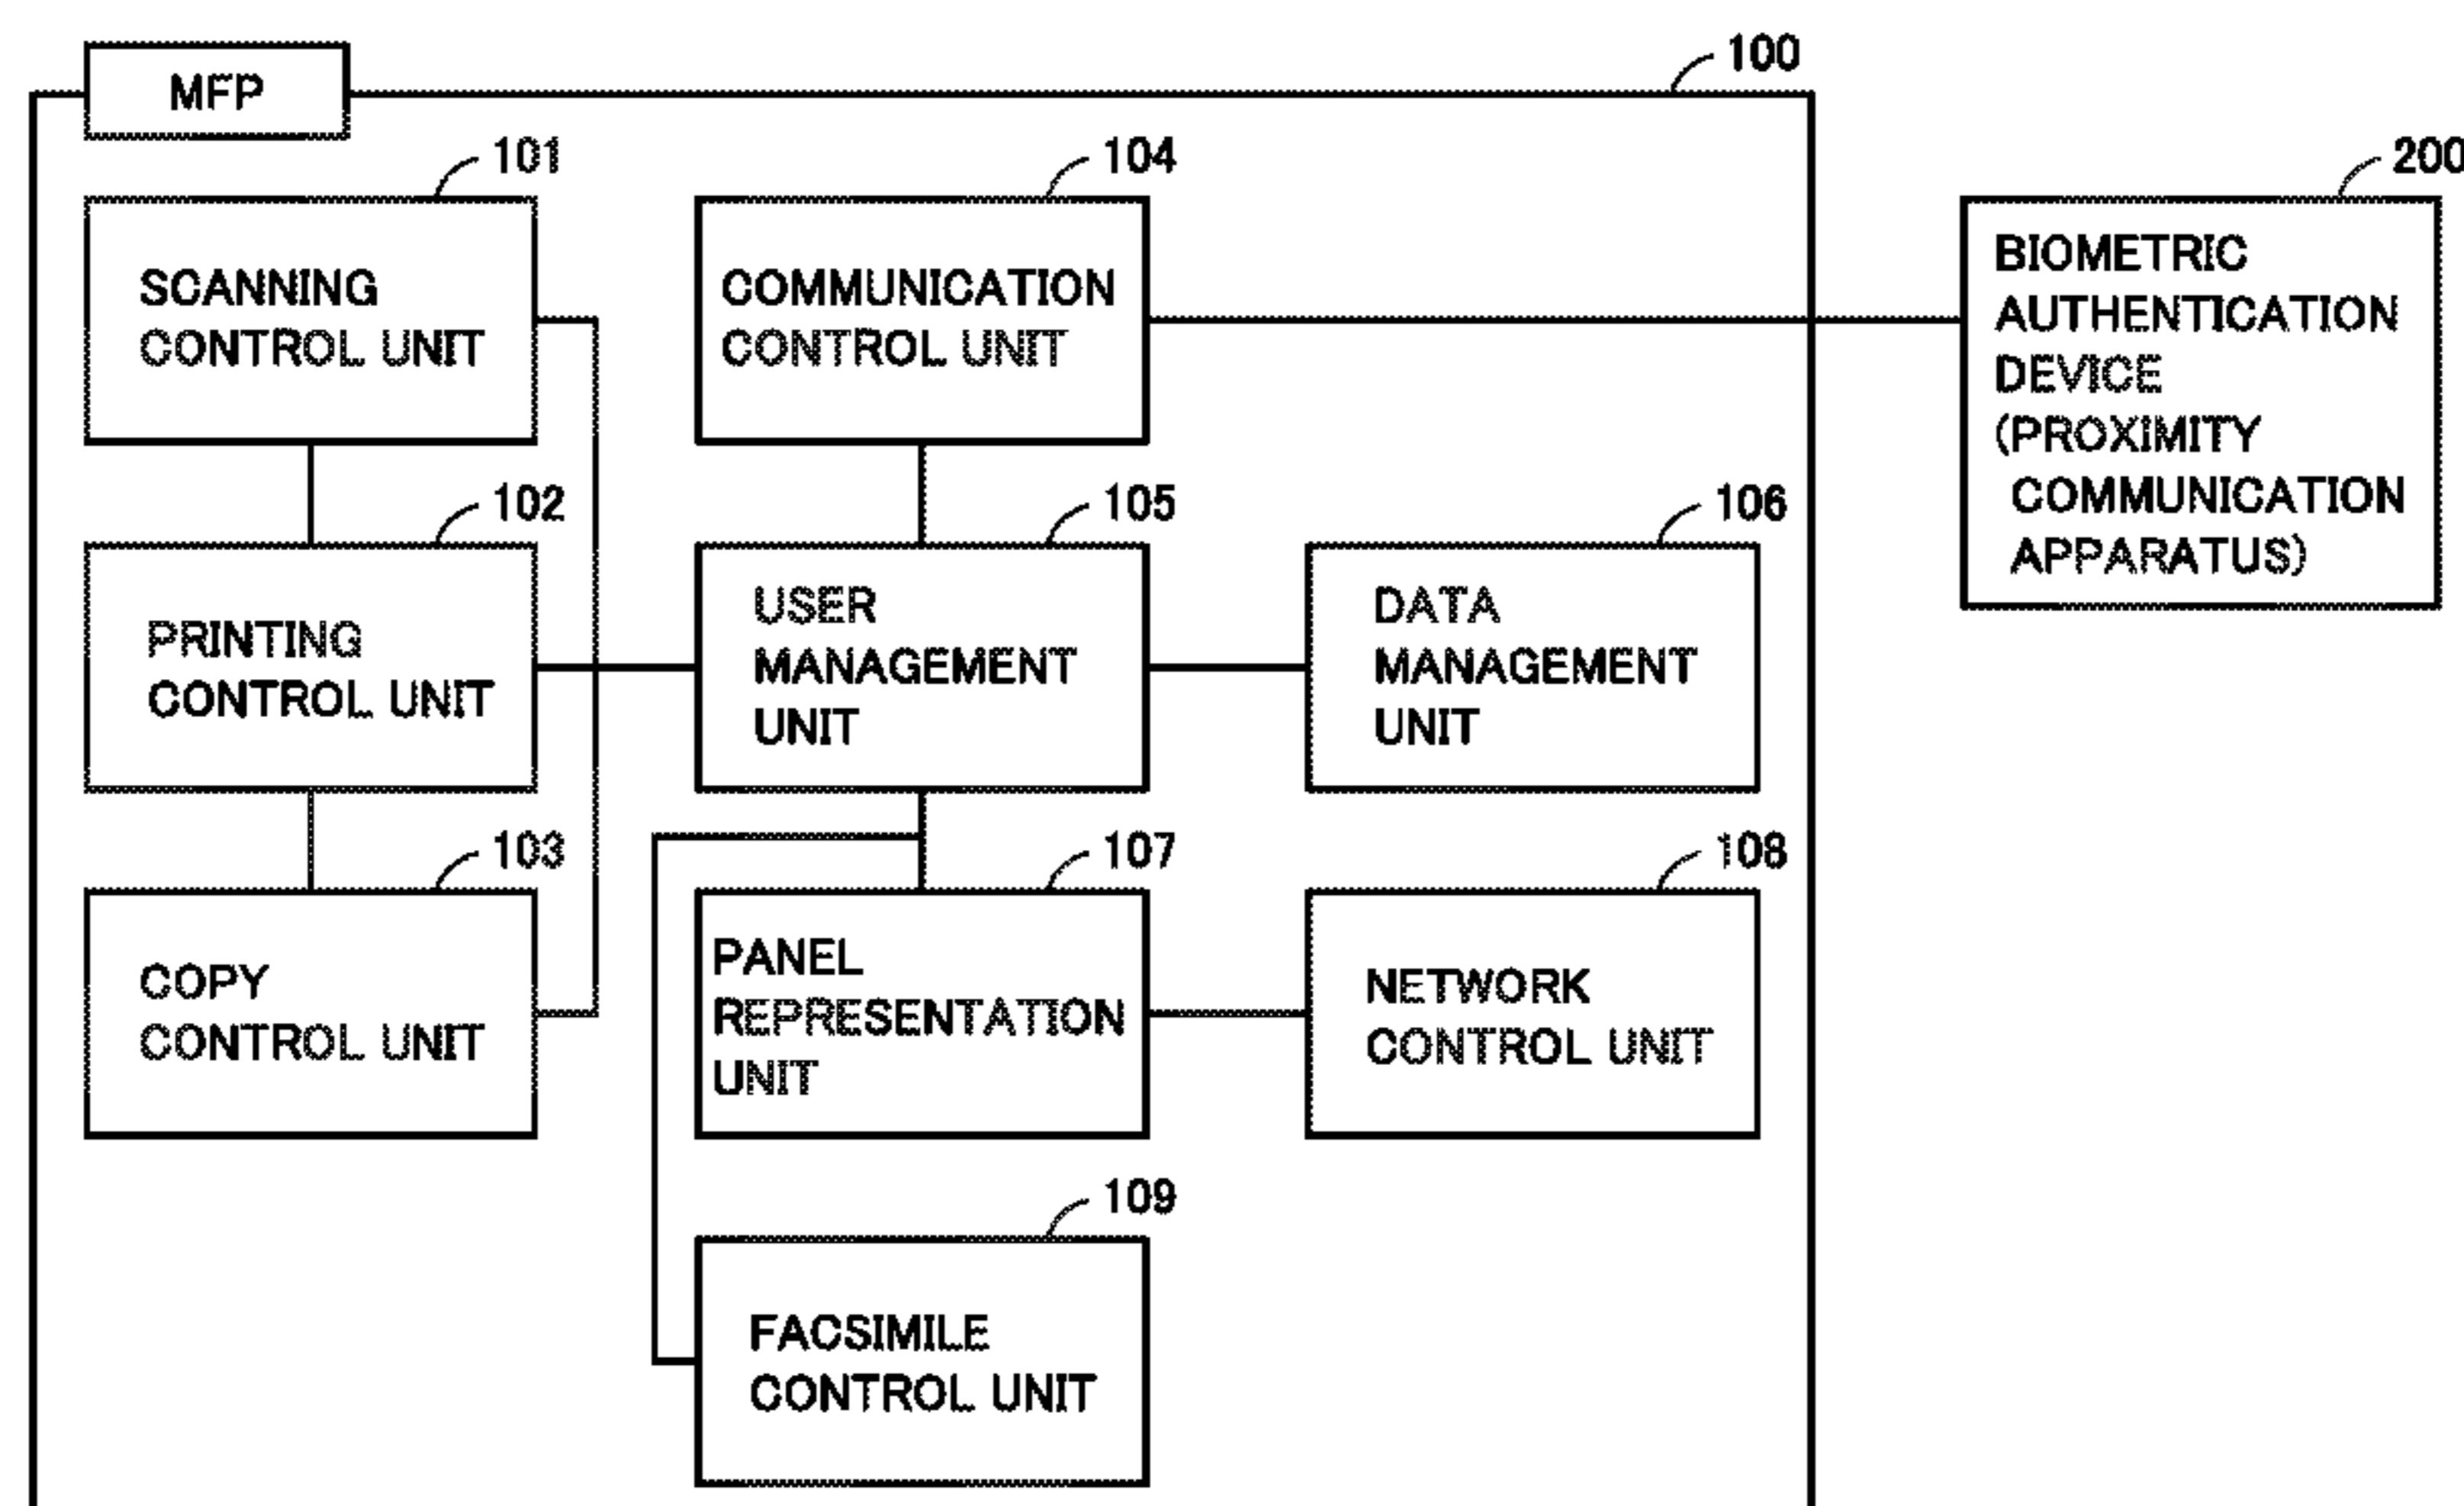 MFP
100
101
SCANNING
CONTROL UNIT
104
COMMUNICATION
CONTROL UNIT
200
BIOMETRIC
AUTHENTICATION
DEVICE
(PROXIMITY
COMMUNICATION
APPARATUS)
102
PRINTING
CONTROL UNIT
105
USER
MANAGEMENT
UNIT
106
DATA
MANAGEMENT
UNIT
103
COPY
CONTROL UNIT
107
PANEL
REPRESENTATION
UNIT
108
NETWORK
CONTROL UNIT
109
FACSIMILE
CONTROL UNIT